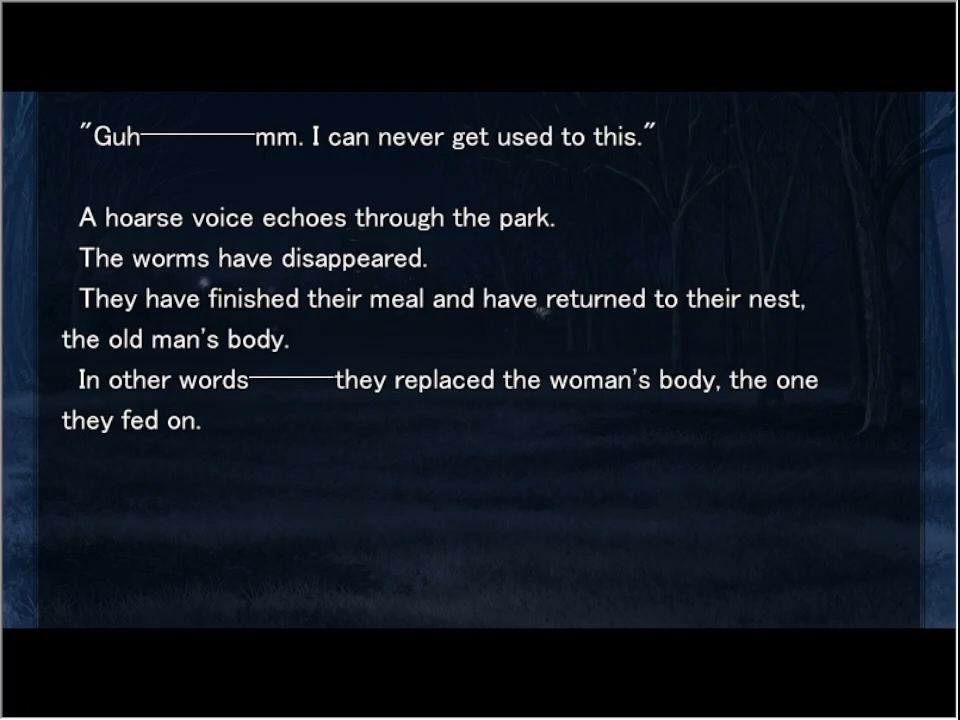 "Guh————mm. I can never get used to this."
A hoarse voice echoes through the park.
The worms have disappeared.
They have finished their meal and have returned to their nest,
the old man's body.
In other words———they replaced the woman's body, the one
they fed on.